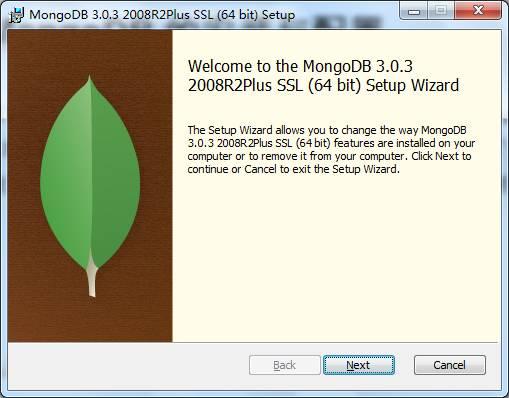 MongoDB 3.0.3 2008R2Plus SSL (64 bit) Setup
Welcome to the MongoDB 3.0.3
2008R2Plus SSL (64 bit) Setup Wizard
The Setup Wizard allows you to change the way MongoDB
3.0.3 2008R2Plus SSL (64 bit) features are installed on your
computer or to remove it from your computer. Click Next to
continue or Cancel to exit the Setup Wizard.
Back Next Cancel